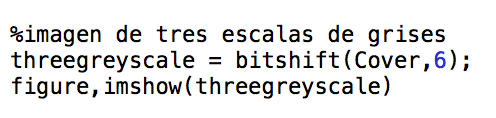 %imagen de tres escalas de grises
threegreyscale = bitshift(Cover,6);
figure,imshow(threegreyscale)